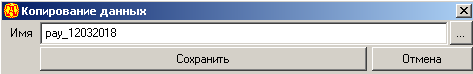 Копирование данных
Имя pay_12032018 ...
Сохранить Отмена